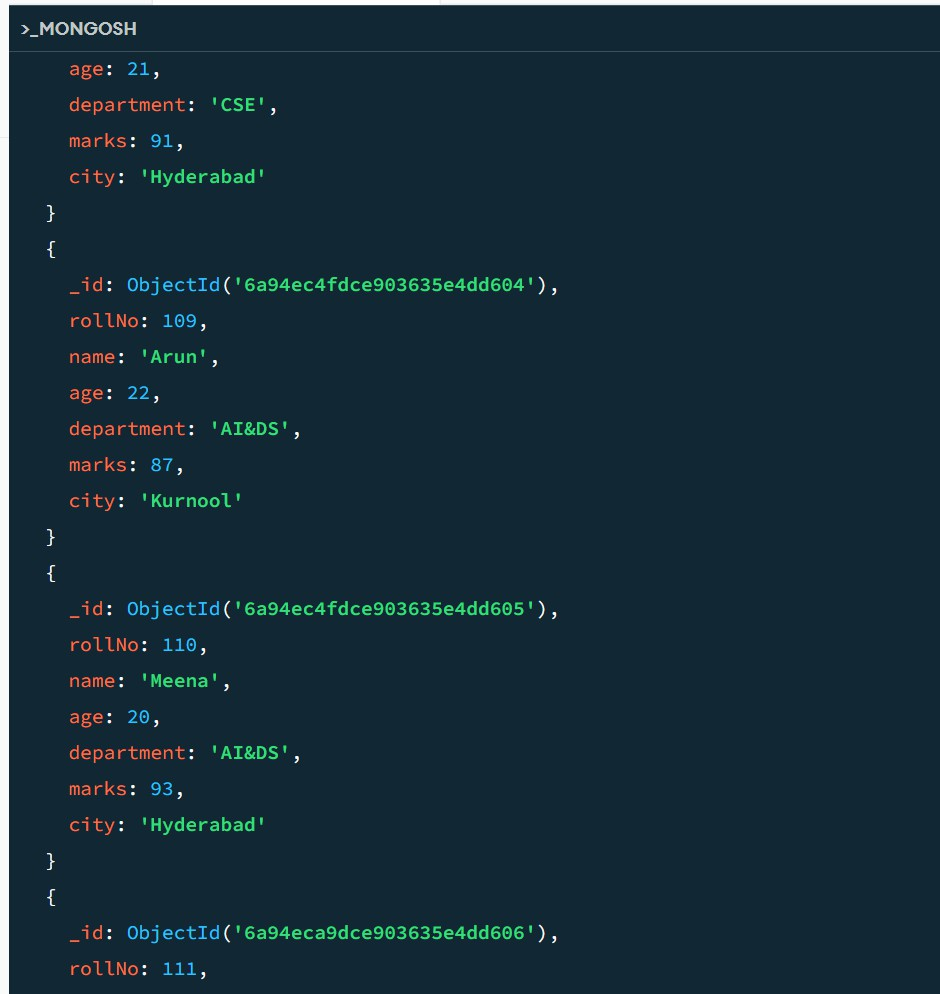 >_MONGOSH
age: 21,
department: 'CSE',
marks: 91,
city: 'Hyderabad'
}
{
_id: ObjectId('6a94ec4fdce903635e4dd604'),
rollNo: 109,
name: 'Arun',
age: 22,
department: 'AI&DS',
marks: 87,
city: 'Kurnool'
}
{
_id: ObjectId('6a94ec4fdce903635e4dd605'),
rollNo: 110,
name: 'Meena',
age: 20,
department: 'AI&DS',
marks: 93,
city: 'Hyderabad'
}
{
_id: ObjectId('6a94eca9dce903635e4dd606'),
rollNo: 111,